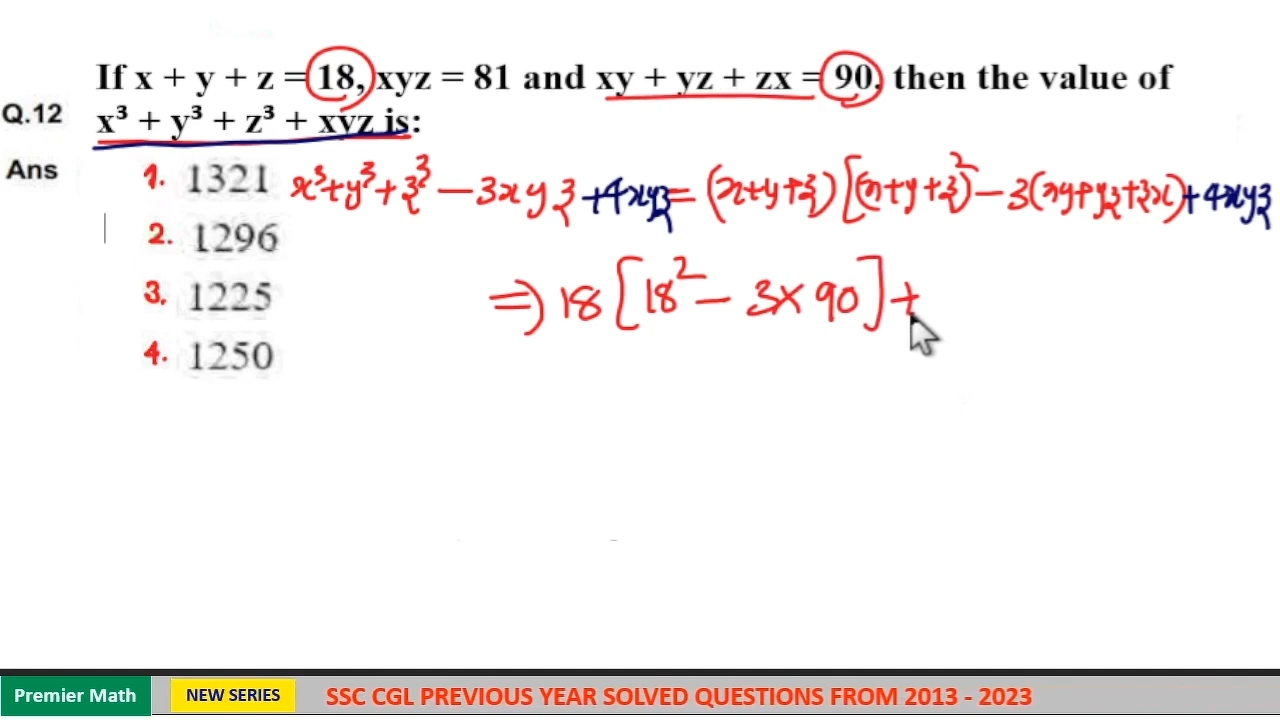 If x + y + z = 18, xyz = 81 and xy + yz + zx = 90, then the value of
Q.12 x³ + y³ + z³ + xyz is:
Ans 1. 1321 x³+y³+z³ - 3xyz +4xyz = (x+y+z) [(x+y+z)² - 3(xy+yz+zx) +4xyz
2. 1296
3. 1225 ⇒ 18 [18² - 3×90] +
4. 1250
Premier Math NEW SERIES SSC CGL PREVIOUS YEAR SOLVED QUESTIONS FROM 2013 - 2023